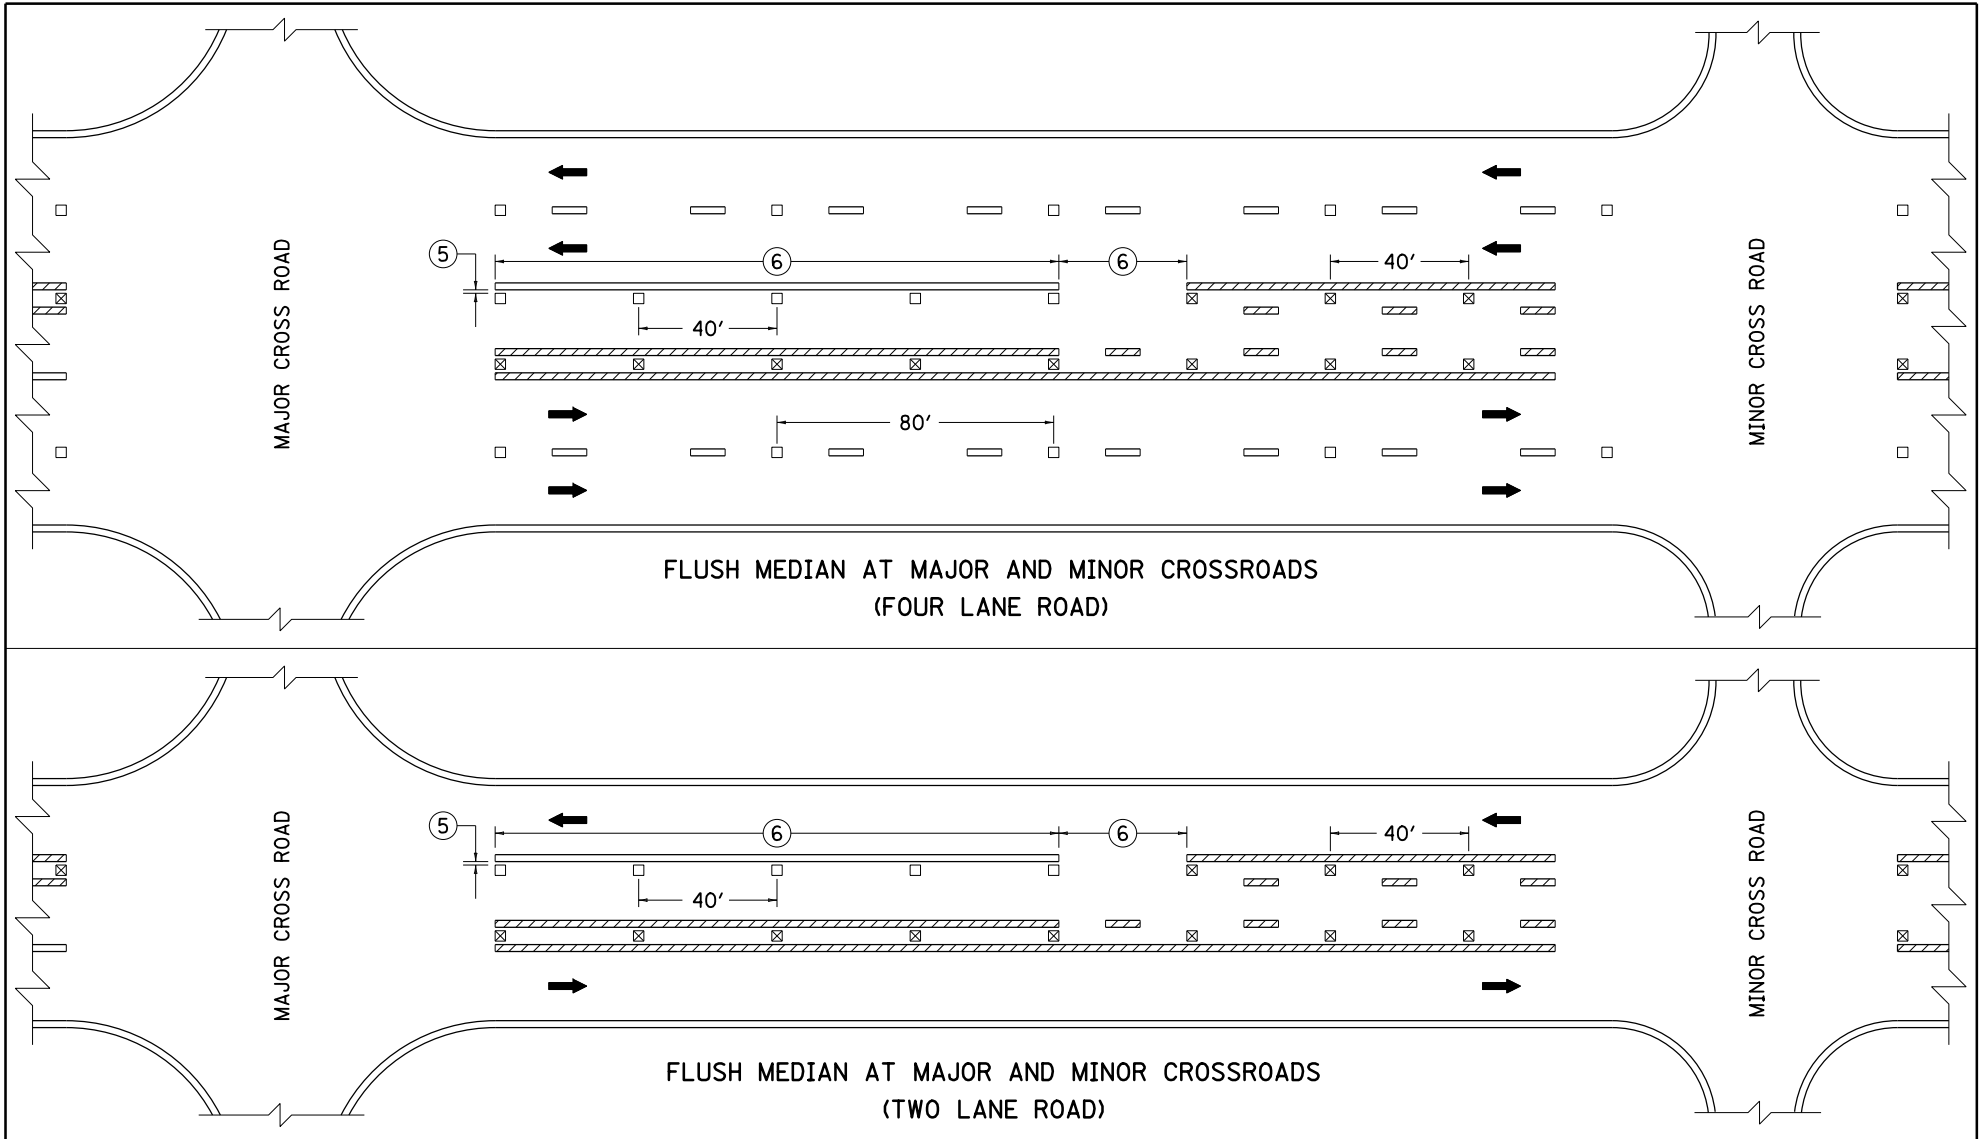 5
6
6
40'
40'
80'
MAJOR CROSS ROAD
MINOR CROSS ROAD
FLUSH MEDIAN AT MAJOR AND MINOR CROSSROADS
(FOUR LANE ROAD)
5
6
6
40'
40'
MAJOR CROSS ROAD
MINOR CROSS ROAD
FLUSH MEDIAN AT MAJOR AND MINOR CROSSROADS
(TWO LANE ROAD)